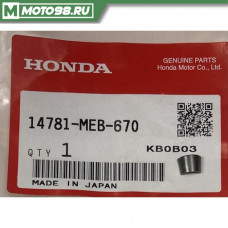 MOTO98.RU
GENUINE PARTS
HONDA
Honda Motor Co., Ltd.
14781-MEB-670
KB0B03
QTY 1
MADE IN JAPAN